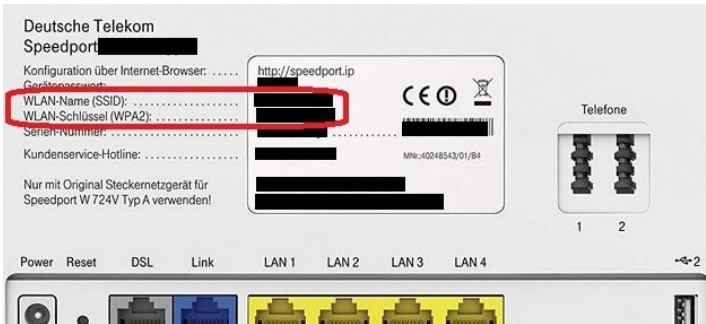 Deutsche Telekom
Speedport
Konfiguration über Internet-Browser: . . . . . http://speedport.ip
Gerätepasswort:
WLAN-Name (SSID): . . . . . . . . . . . . .
WLAN-Schlüssel (WPA2): . . . . . . . . .
Serien-Nummer: . . . . . . . . . . . . . . . . .
Kundenservice-Hotline: . . . . . . . . . . . .
MNr.:40248543/01/B4
Nur mit Original Steckernetzgerät für
Speedport W 724V Typ A verwenden!
CE
Telefone
1 2
Power Reset DSL Link LAN 1 LAN 2 LAN 3 LAN 4 2